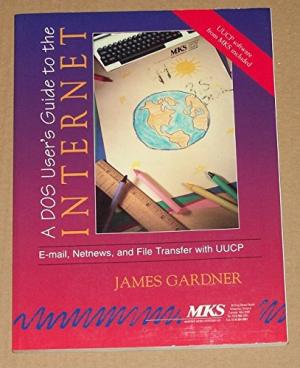 A DOS User's Guide to the
INTERNET
UUCP software
from MKS included
MKS
E-mail, Netnews, and File Transfer with UUCP
JAMES GARDNER
MKS